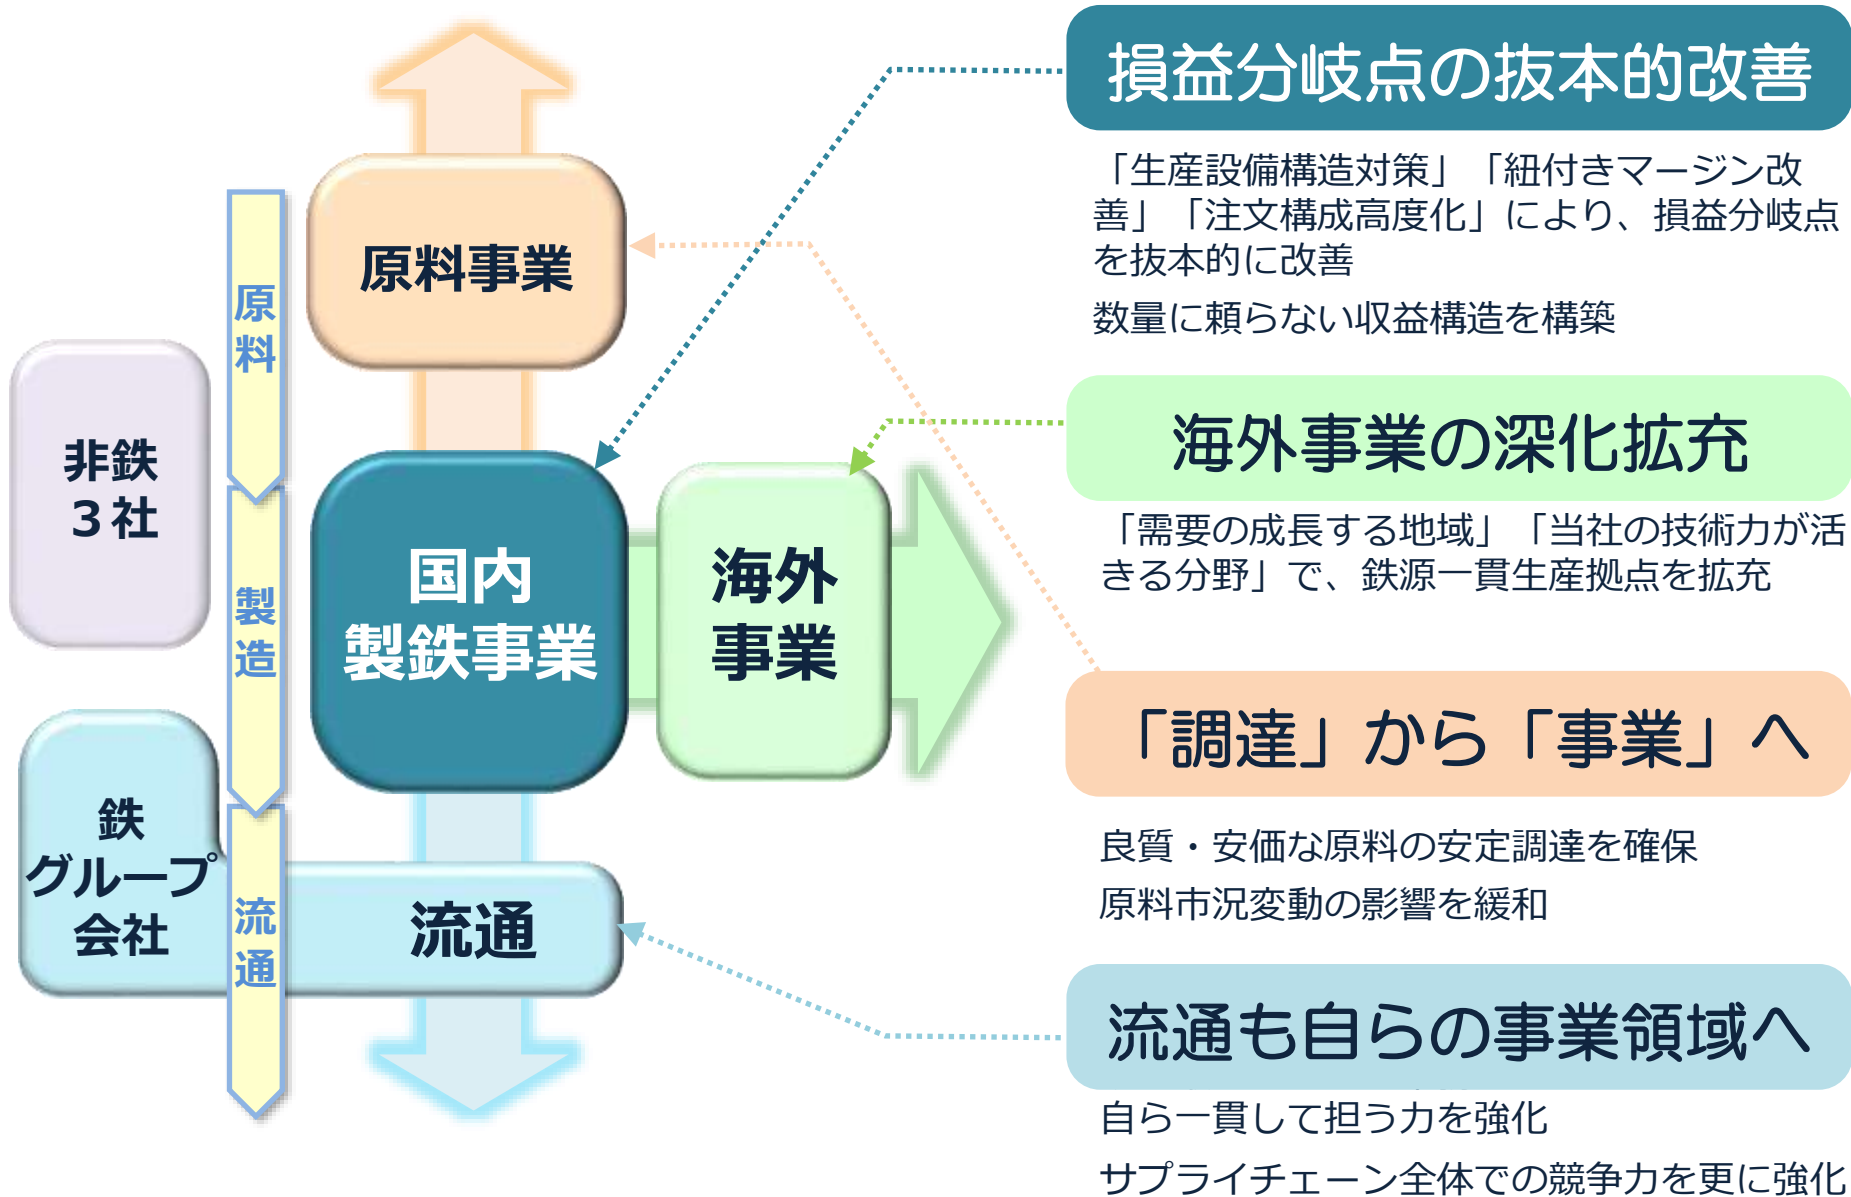 原料事業
原
料
非鉄
３社
国内
製鉄事業
海外
事業
製
造
鉄
グループ
会社
流
通
流通
損益分岐点の抜本的改善
「生産設備構造対策」「紐付きマージン改
善」「注文構成高度化」により、損益分岐点
を抜本的に改善
数量に頼らない収益構造を構築
海外事業の深化拡充
「需要の成長する地域」「当社の技術力が活
きる分野」で、鉄源一貫生産拠点を拡充
「調達」から「事業」へ
良質・安価な原料の安定調達を確保
原料市況変動の影響を緩和
流通も自らの事業領域へ
自ら一貫して担う力を強化
サプライチェーン全体での競争力を更に強化